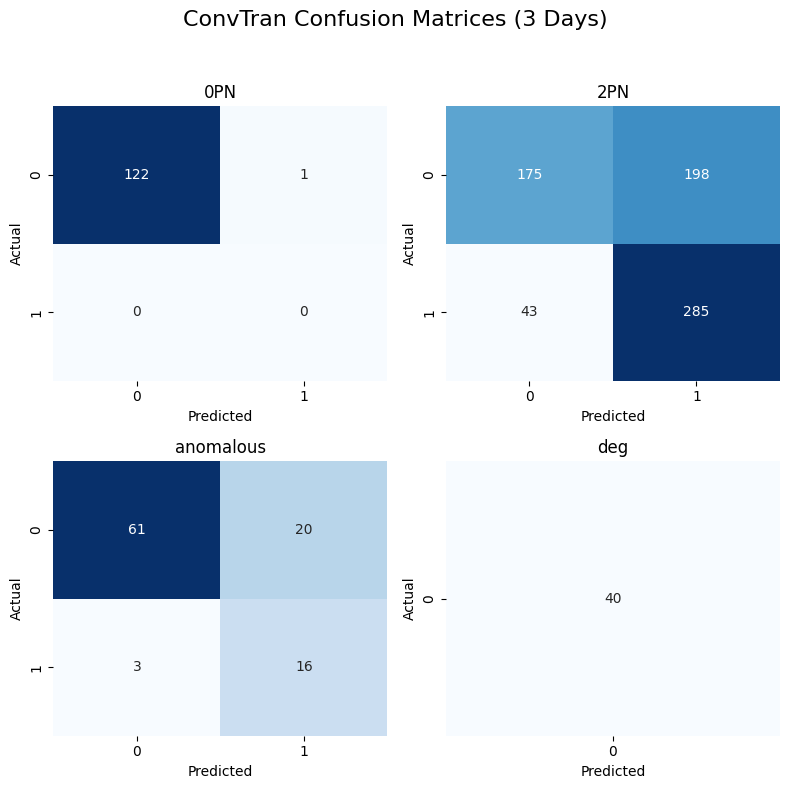 ConvTran Confusion Matrices (3 Days)
0PN
0
122
1
Actual
1
0
0
0
1
Predicted
2PN
0
175
198
Actual
1
43
285
0
1
Predicted
anomalous
0
61
20
Actual
1
3
16
0
1
Predicted
deg
Actual
0
40
0
Predicted